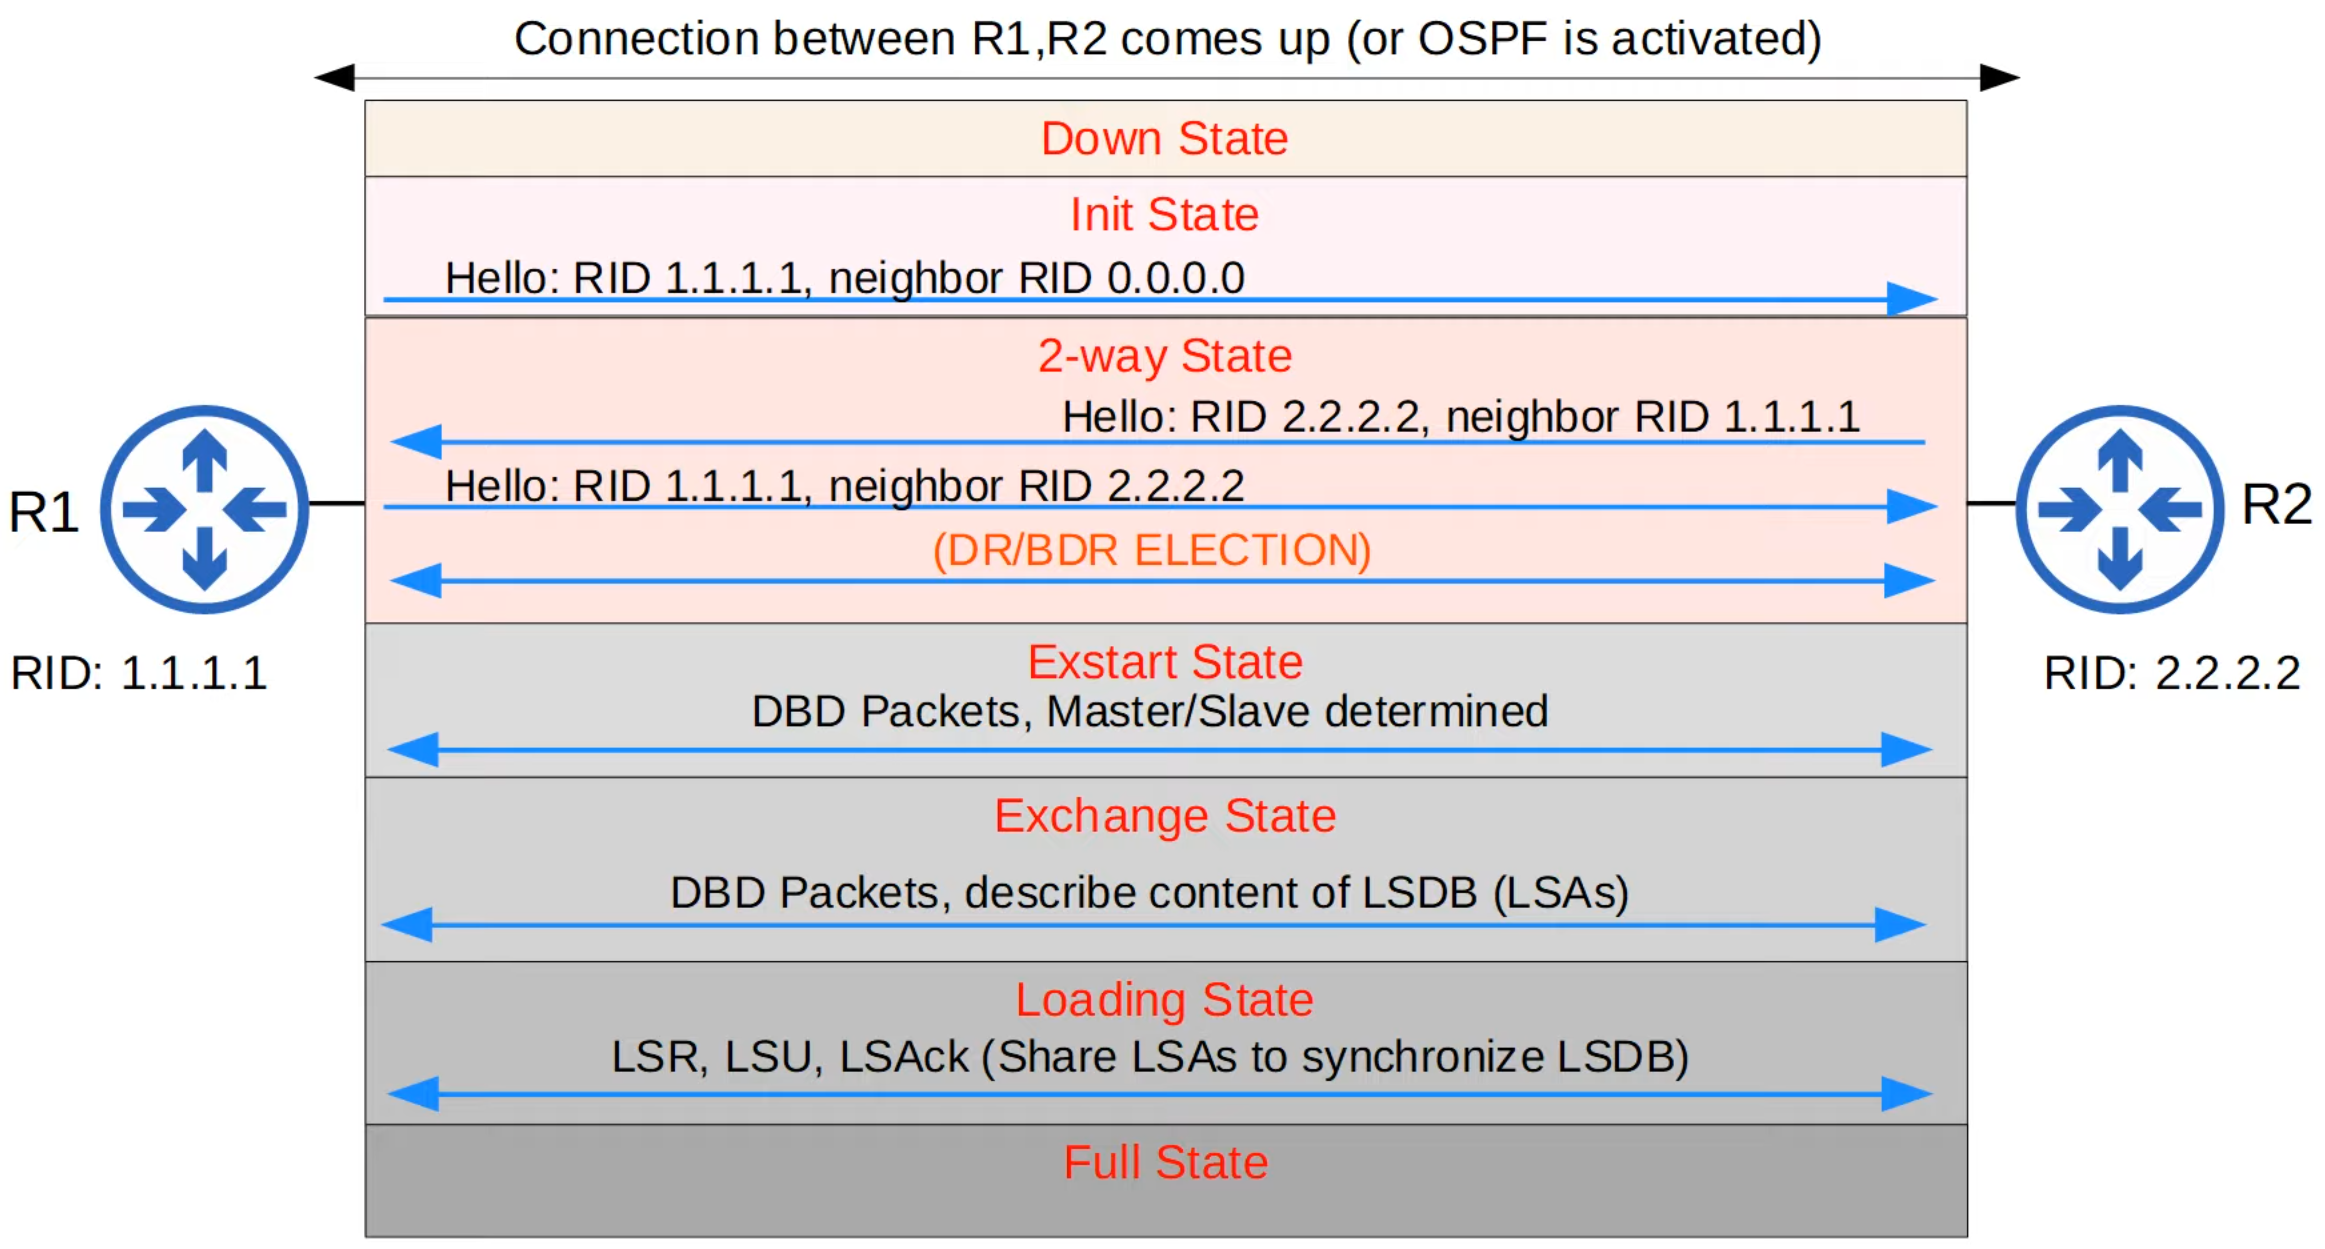 Connection between R1,R2 comes up (or OSPF is activated)
Down State
Init State
Hello: RID 1.1.1.1, neighbor RID 0.0.0.0
2-way State
Hello: RID 2.2.2.2, neighbor RID 1.1.1.1
Hello: RID 1.1.1.1, neighbor RID 2.2.2.2
(DR/BDR ELECTION)
R1
RID: 1.1.1.1
R2
RID: 2.2.2.2
Exstart State
DBD Packets, Master/Slave determined
Exchange State
DBD Packets, describe content of LSDB (LSAs)
Loading State
LSR, LSU, LSAck (Share LSAs to synchronize LSDB)
Full State